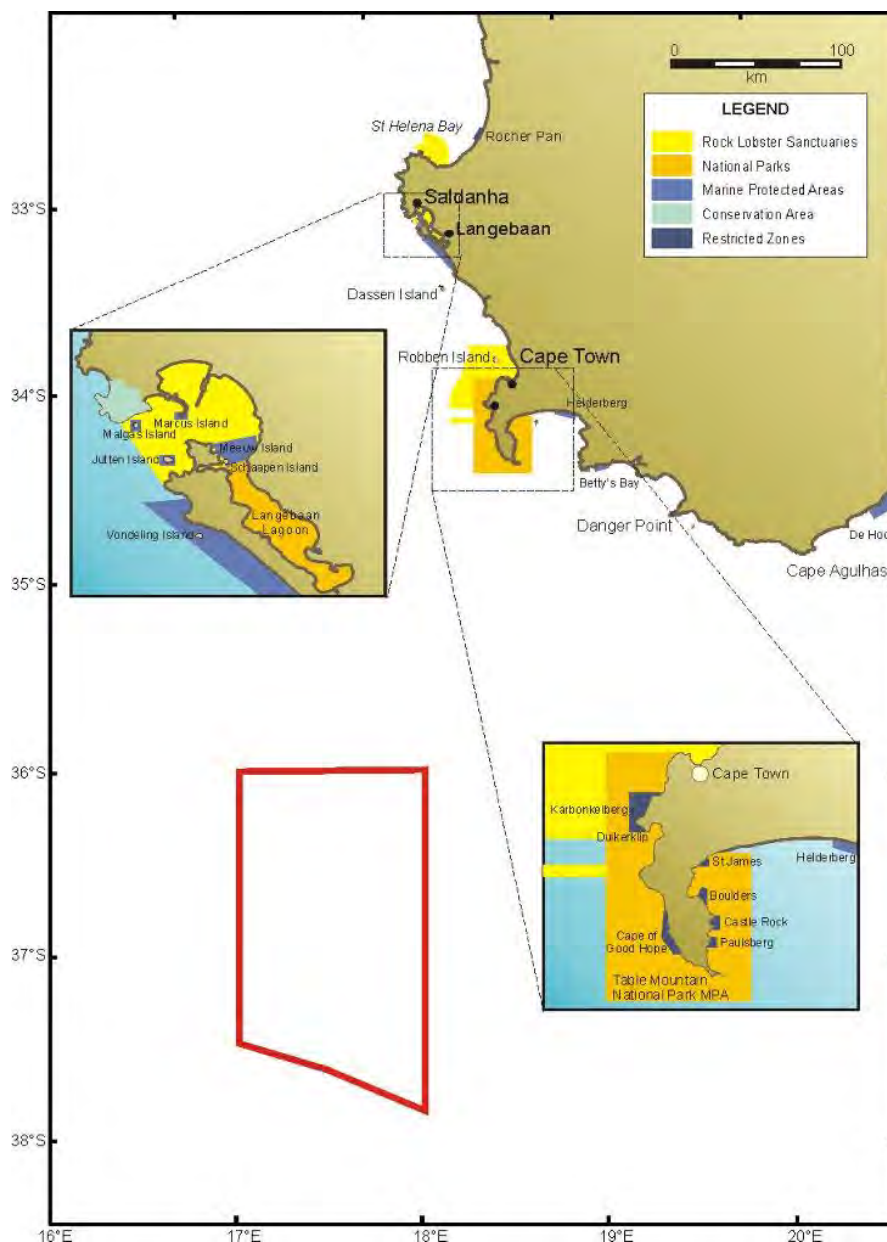 0 100
km
LEGEND
Rock Lobster Sanctuaries
National Parks
Marine Protected Areas
Conservation Area
Restricted Zones
St Helena Bay
Rocher Pan
33°S
Saldanha
Langebaan
Dassen Island
Robben Island
Cape Town
34°S
Helderberg
Betty's Bay
Danger Point
De Hoo
Cape Agulhas
35°S
Marcus Island
Malgas Island
Meeuw Island
Jutten Island
Schaapen Island
Langebaan
Lagoon
Vondeling Island
36°S
Cape Town
Karbonkelberg
Duikerklip
St James
Helderberg
Boulders
Castle Rock
Cape of
Good Hope
Paulsberg
Table Mountain
National Park MPA
37°S
38°S
16°E 17°E 18°E 19°E 20°E